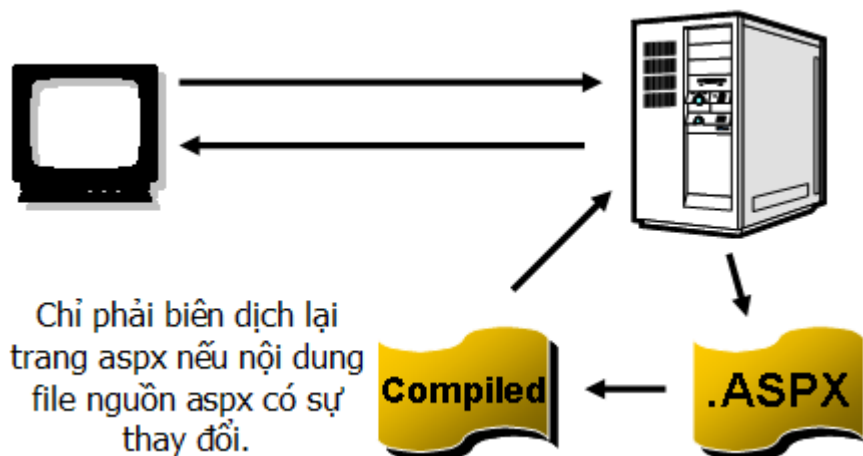 Chỉ phải biên dịch lại
trang aspx nếu nội dung
file nguồn aspx có sự
thay đổi.
Compiled
.ASPX